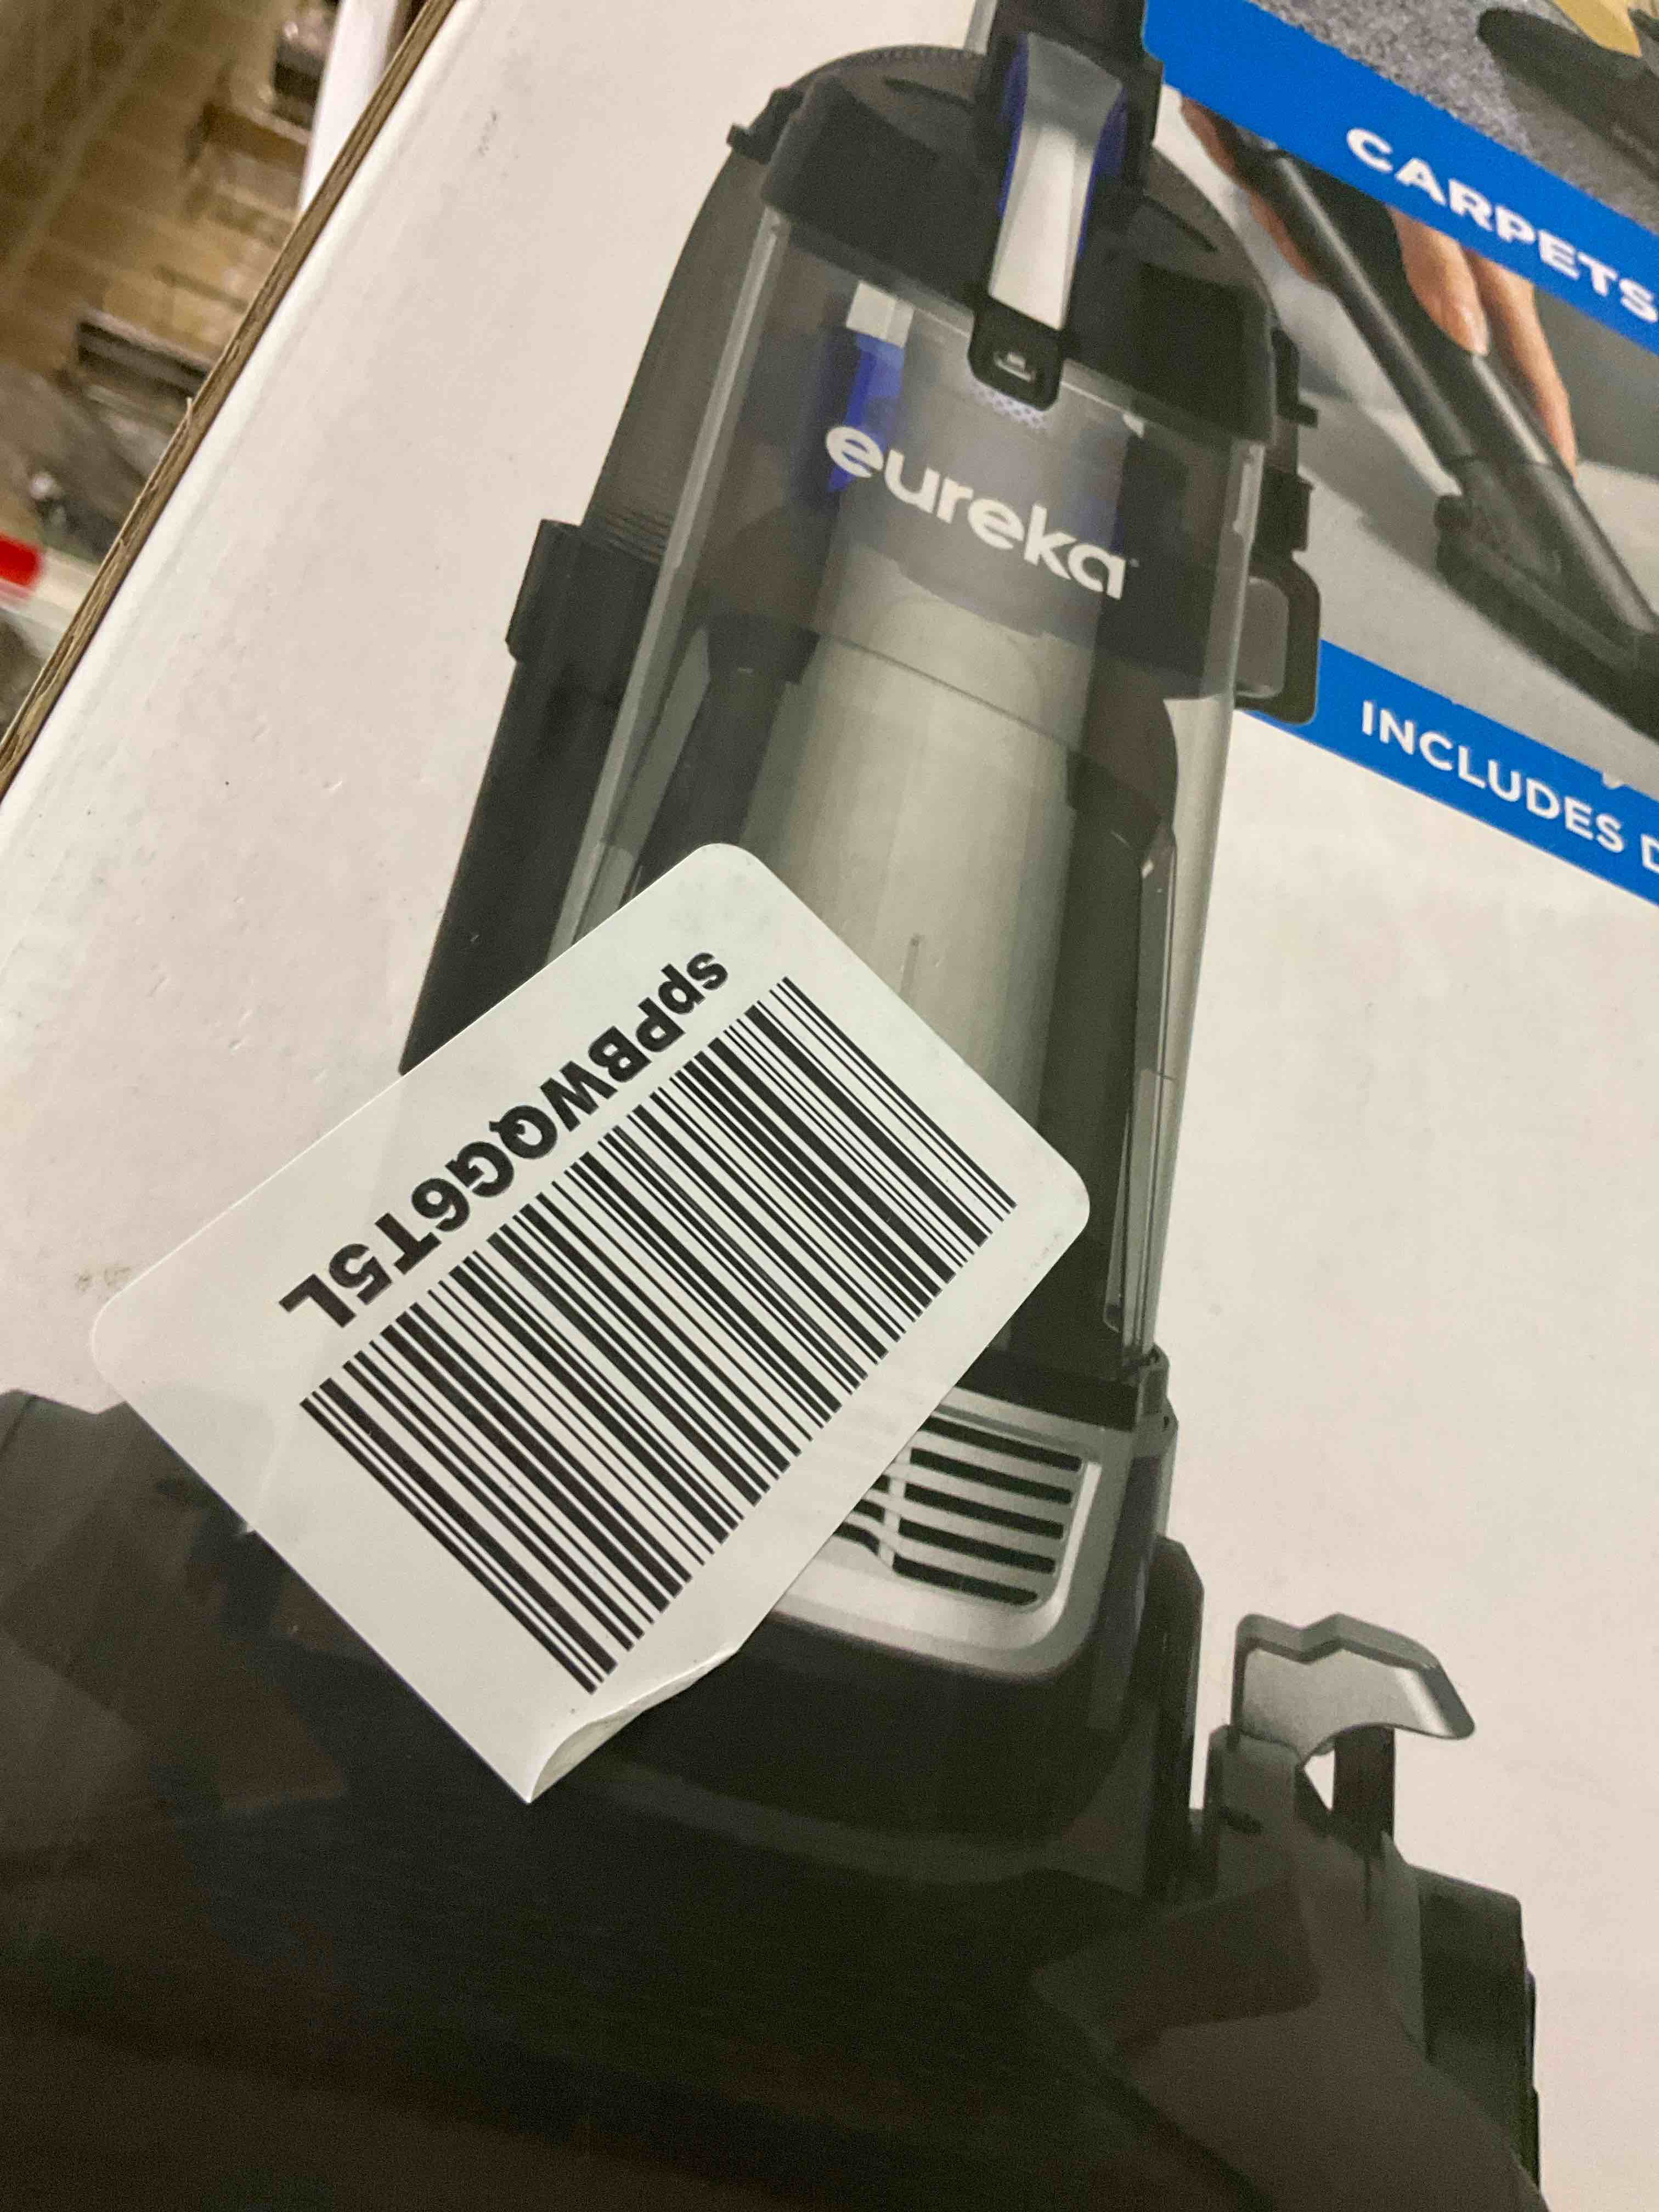 CARPETS
eureka
INCLUDES D
spPBWQG6T5L